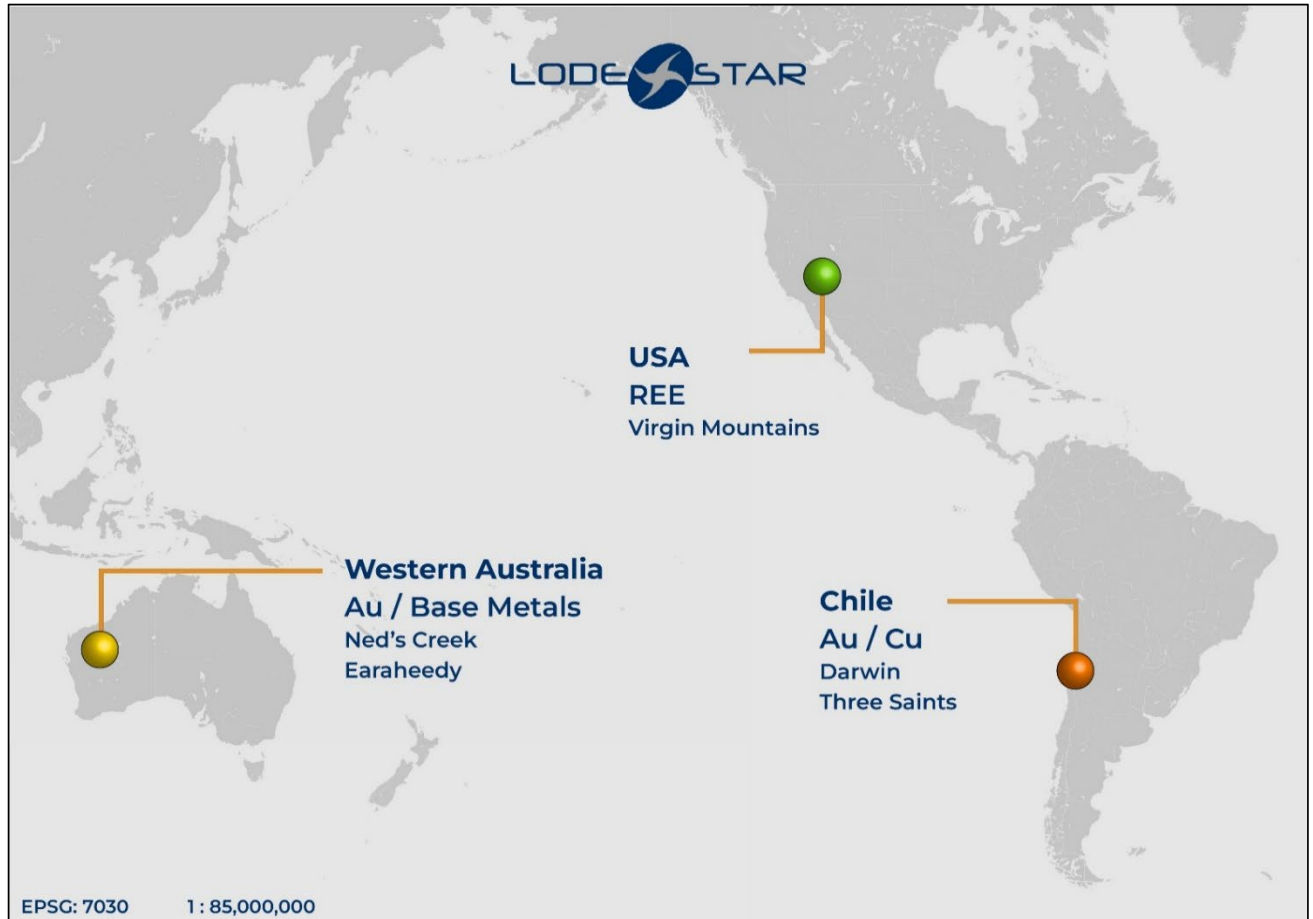 LODESTAR
USA
REE
Virgin Mountains
Western Australia
Au / Base Metals
Ned's Creek
Earaheedy
Chile
Au / Cu
Darwin
Three Saints
EPSG: 7030 1 : 85,000,000